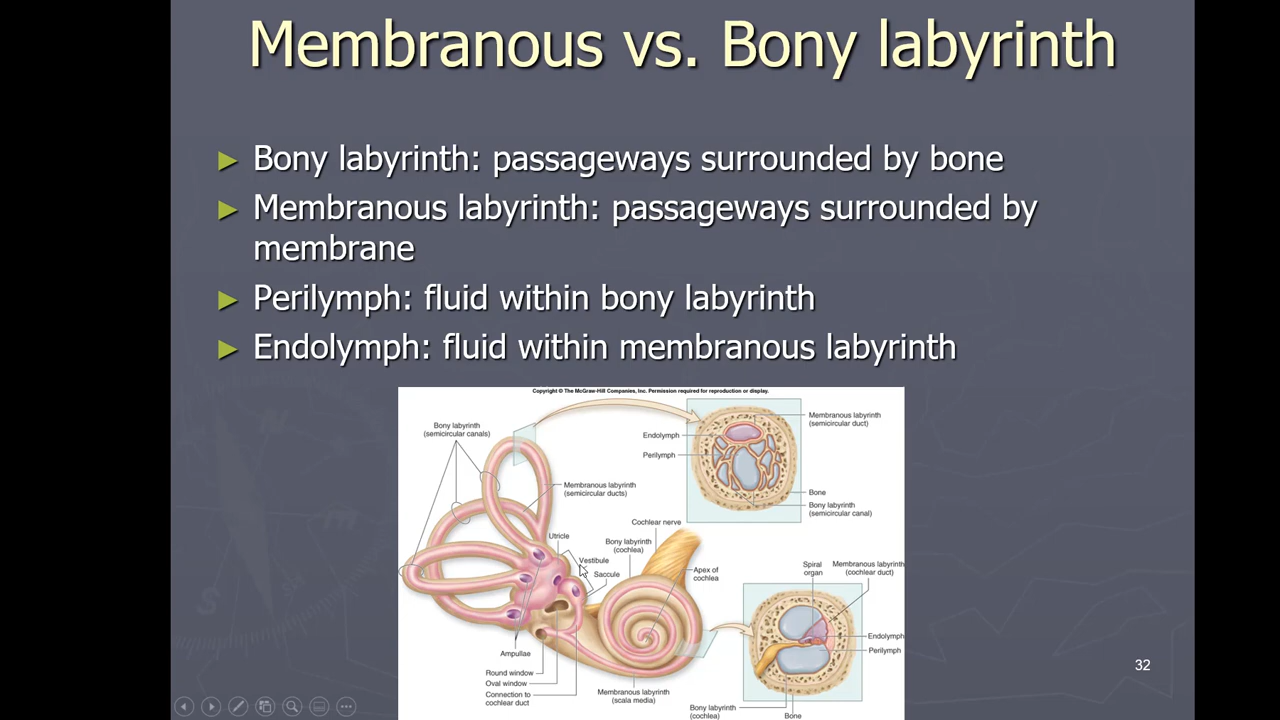 Membranous vs. Bony labyrinth
► Bony labyrinth: passageways surrounded by bone
► Membranous labyrinth: passageways surrounded by
membrane
► Perilymph: fluid within bony labyrinth
► Endolymph: fluid within membranous labyrinth
Copyright © The McGraw-Hill Companies, Inc. Permission required for reproduction or display.
Bony labyrinth
(semicircular canals)
Membranous labyrinth
(semicircular ducts)
Utricle
Vestibule
Saccule
Bony labyrinth
(cochlea)
Cochlear nerve
Apex of
cochlea
Ampullae
Round window
Oval window
Connection to
cochlear duct
Membranous labyrinth
(scala media)
Endolymph
Perilymph
Membranous labyrinth
(semicircular duct)
Bone
Bony labyrinth
(semicircular canal)
Spiral
organ
Membranous labyrinth
(cochlear duct)
Endolymph
Perilymph
Bony labyrinth
(cochlea)
Bone
32